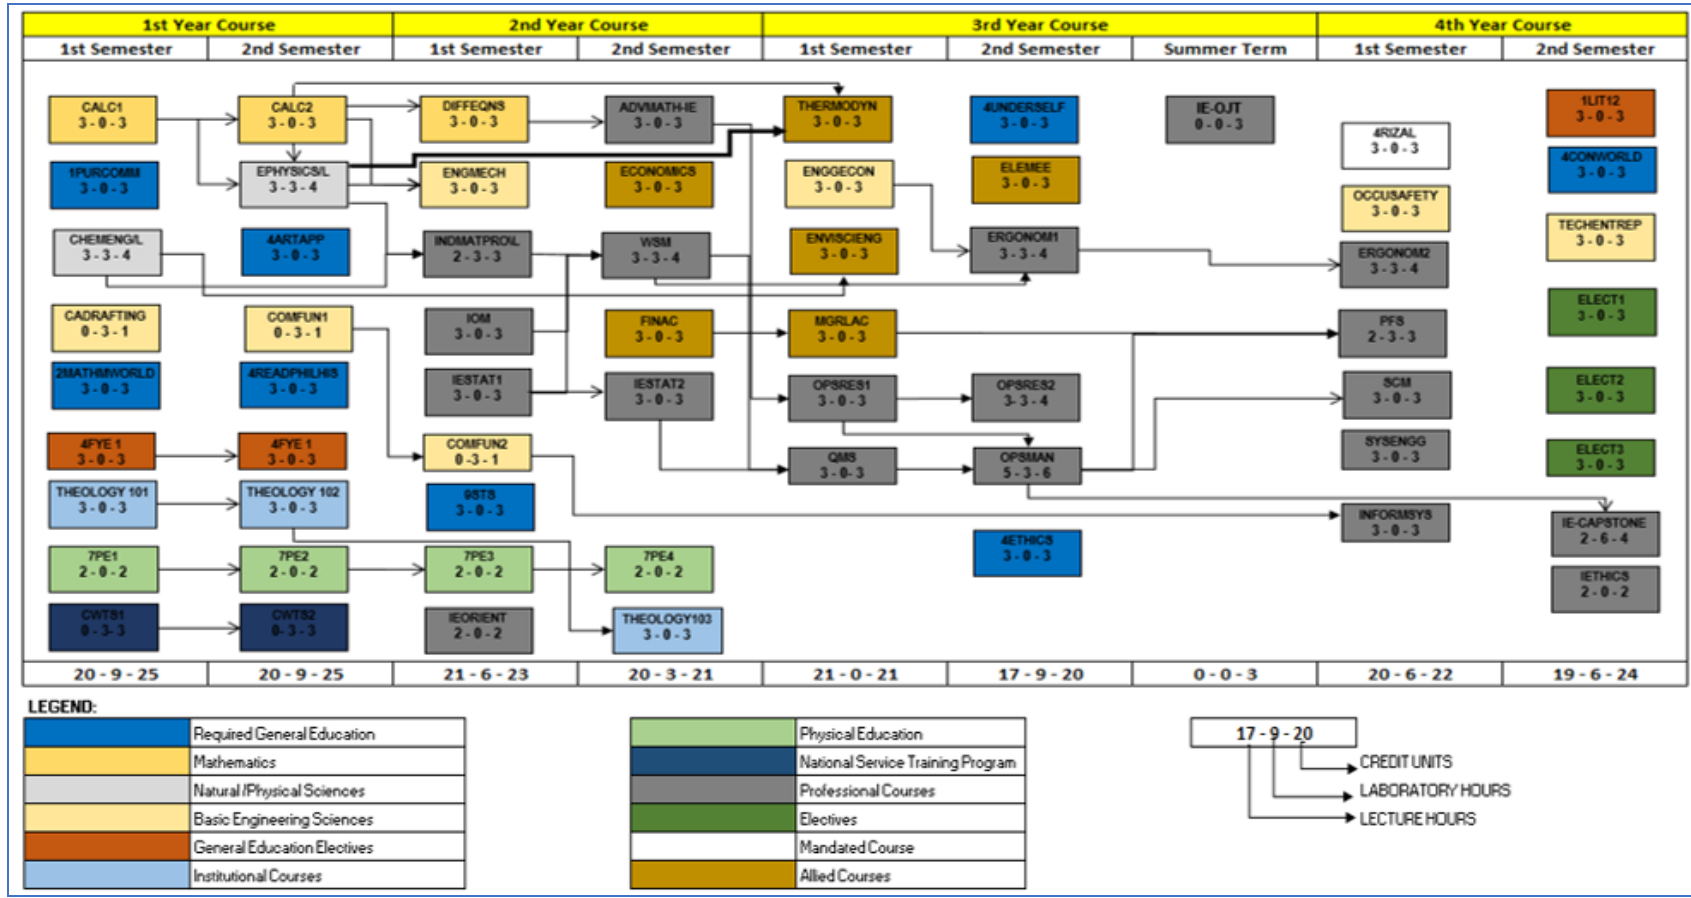 1st Year Course 2nd Year Course 3rd Year Course 4th Year Course
1st Semester 2nd Semester 1st Semester 2nd Semester 1st Semester 2nd Semester Summer Term 1st Semester 2nd Semester
CALC1
3 - 0 - 3
1PURCOMM
3 - 0 - 3
CHEMENG/L
3 - 3 - 4
CADRAFTING
0 - 3 - 1
2MATHMWORLD
3 - 0 - 3
4FYE 1
3 - 0 - 3
THEOLOGY 101
3 - 0 - 3
7PE1
2 - 0 - 2
CWTS1
0 - 3- 3
CALC2
3 - 0 - 3
EPHYSICS/L
3 - 3 - 4
4ARTAPP
3 - 0 - 3
COMFUN1
0 - 3 - 1
4READPHILHIS
3 - 0 - 3
4FYE 1
3 - 0 - 3
THEOLOGY 102
3 - 0 - 3
7PE2
2 - 0 - 2
CWTS2
0- 3 - 3
DIFFEQNS
3 - 0 - 3
ENGMECH
3 - 0 - 3
INDMATPRO\L
2 - 3 - 3
IOM
3 - 0 - 3
IESTAT1
3 - 0 - 3
COMFUN2
0 - 3 - 1
9STS
3 - 0 - 3
7PE3
2 - 0 - 2
IEORIENT
2 - 0 - 2
ADVMATH-IE
3 - 0 - 3
ECONOMICS
3 - 0 - 3
WSM
3 - 3 - 4
FINAC
3 - 0 - 3
IESTAT2
3 - 0 - 3
7PE4
2 - 0 - 2
THEOLOGY103
3 - 0 - 3
THERMODYN
3 - 0 - 3
ENGGECON
3 - 0 - 3
ENVISCIENG
3 - 0 - 3
MGRLAC
3 - 0 - 3
OPSRES1
3 - 0 - 3
QMS
3 - 0 - 3
4UNDERSELF
3 - 0 - 3
ELEMEE
3 - 0 - 3
ERGONOM1
3 - 3 - 4
OPSRES2
3- 3 - 4
OPSMAN
5 - 3 - 6
4ETHICS
3 - 0 - 3
IE-OJT
0 - 0 - 3
4RIZAL
3 - 0 - 3
OCCUSAFETY
3 - 0 - 3
ERGONOM2
3 - 3 - 4
PFS
2 - 3 - 3
SCM
3 - 0 - 3
SYSENGG
3 - 0 - 3
INFORMSYS
3 - 0 - 3
1LIT12
3 - 0 - 3
4CONWORLD
3 - 0 - 3
TECHENTREP
3 - 0 - 3
ELECT1
3 - 0 - 3
ELECT2
3 - 0 - 3
ELECT3
3 - 0 - 3
IE-CAPSTONE
2 - 6 - 4
IETHICS
2 - 0 - 2
20 - 9 - 25 20 - 9 - 25 21 - 6 - 23 20 - 3 - 21 21 - 0 - 21 17 - 9 - 20 0 - 0 - 3 20 - 6 - 22 19 - 6 - 24
LEGEND:
Required General Education
Mathematics
Natural /Physical Sciences
Basic Engineering Sciences
General Education Electives
Institutional Courses
Physical Education
National Service Training Program
Professional Courses
Electives
Mandated Course
Allied Courses
17 - 9 - 20
CREDIT UNITS
LABORATORY HOURS
LECTURE HOURS